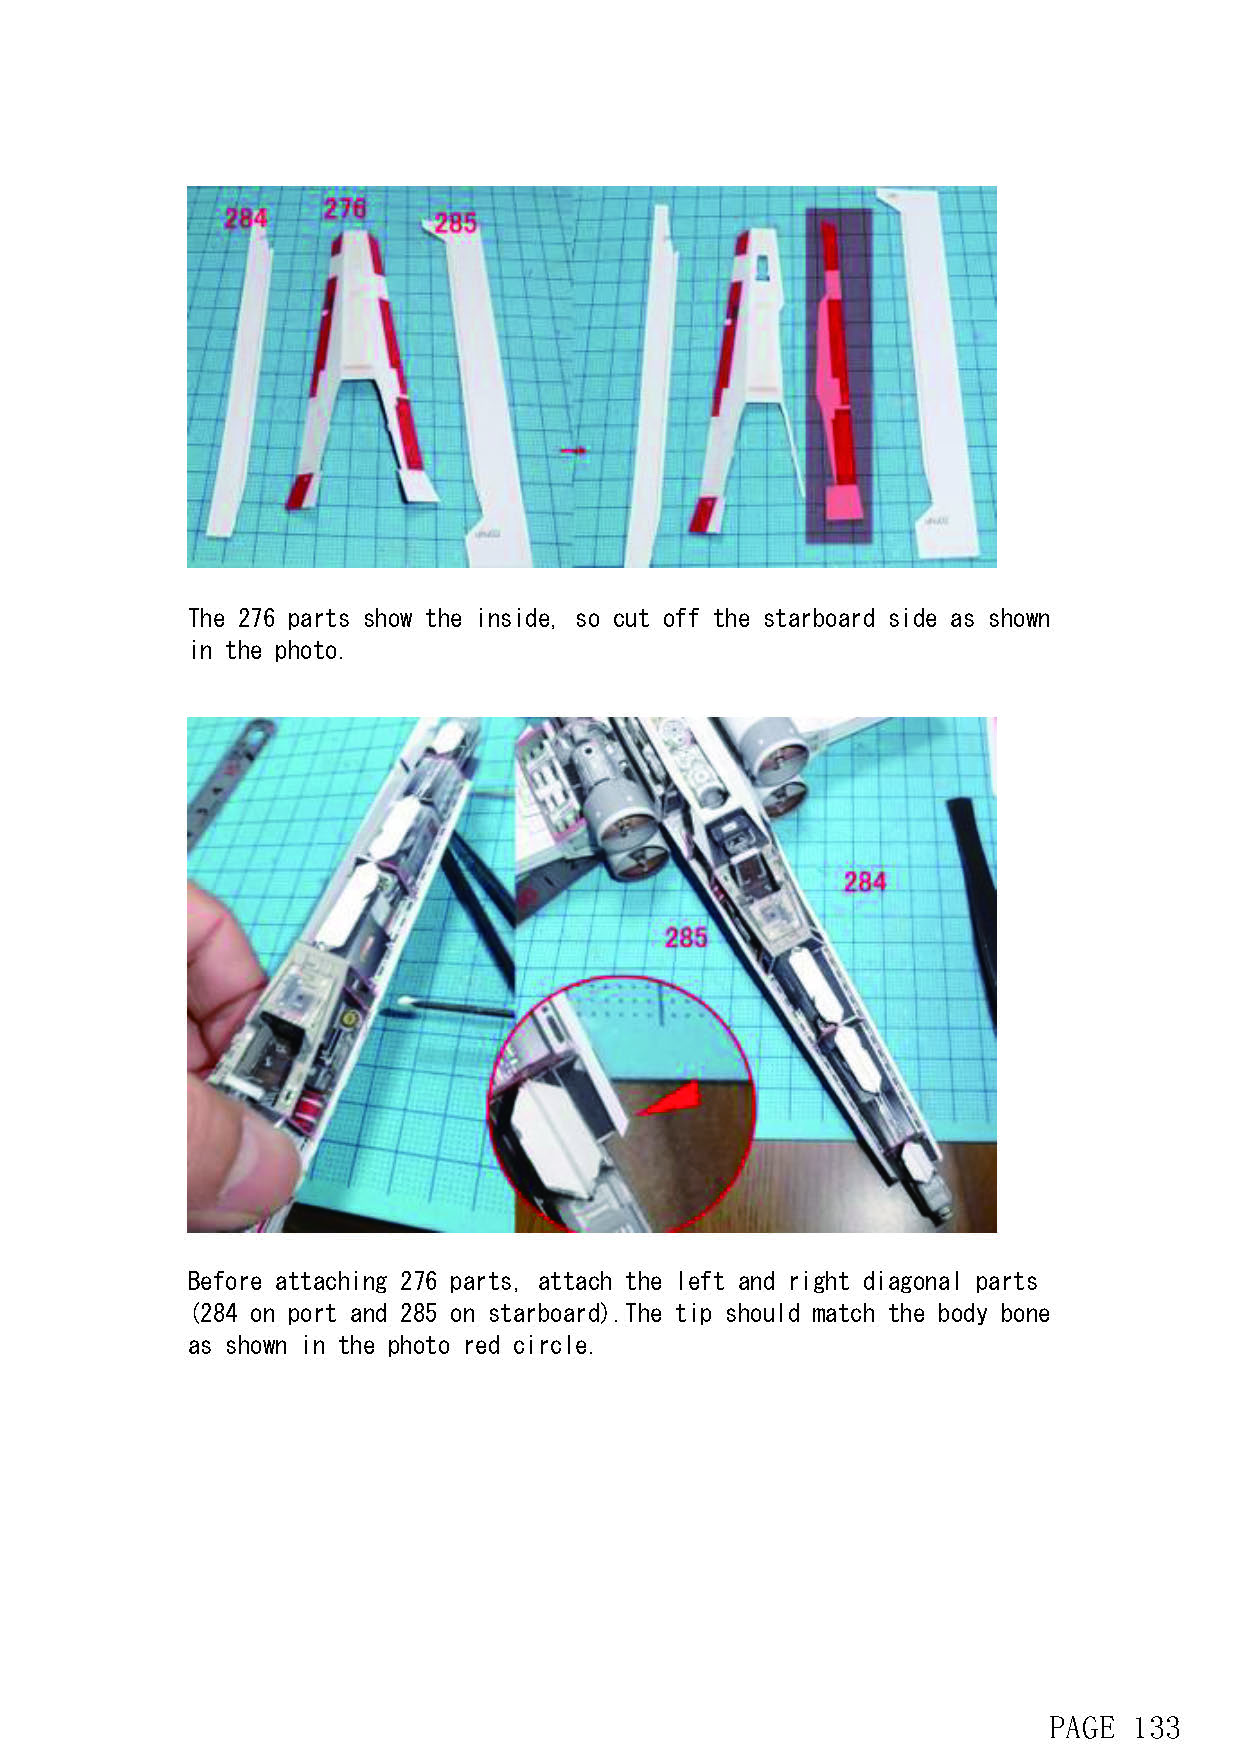 284
276
285
The 276 parts show the inside, so cut off the starboard side as shown
in the photo.
284
285
Before attaching 276 parts, attach the left and right diagonal parts
(284 on port and 285 on starboard).The tip should match the body bone
as shown in the photo red circle.
PAGE 133